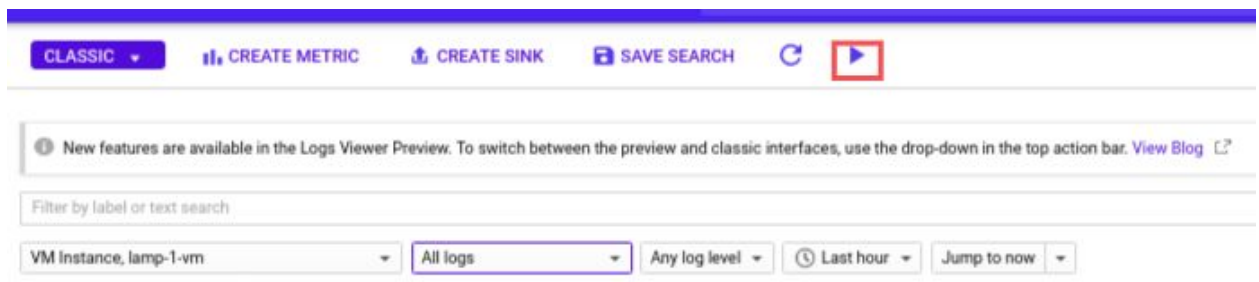 CLASSIC CREATE METRIC CREATE SINK SAVE SEARCH
New features are available in the Logs Viewer Preview. To switch between the preview and classic interfaces, use the drop-down in the top action bar. View Blog
Filter by label or text search
VM Instance, lamp-1-vm All logs Any log level Last hour Jump to now